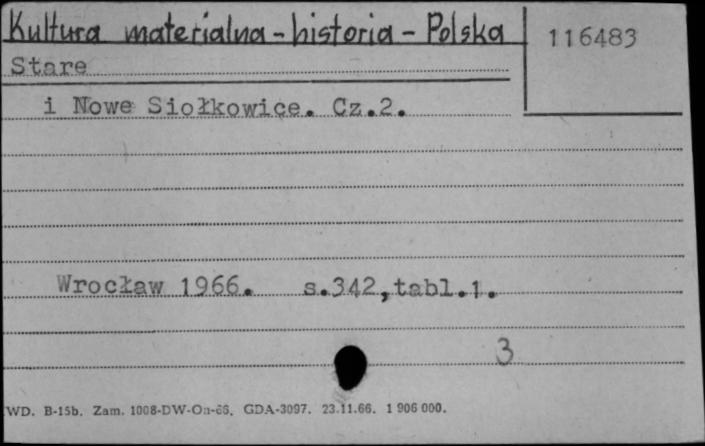 Kultura materialna - historia - Polska
116483
Stare
i Nowe Siołkowice. Cz.2.
Wrocław 1966. s.342,tabl.1.
3
WD. B-15b. Zam. 1008-DW-On-66. GDA-3097. 23.11.66. 1 906 000.